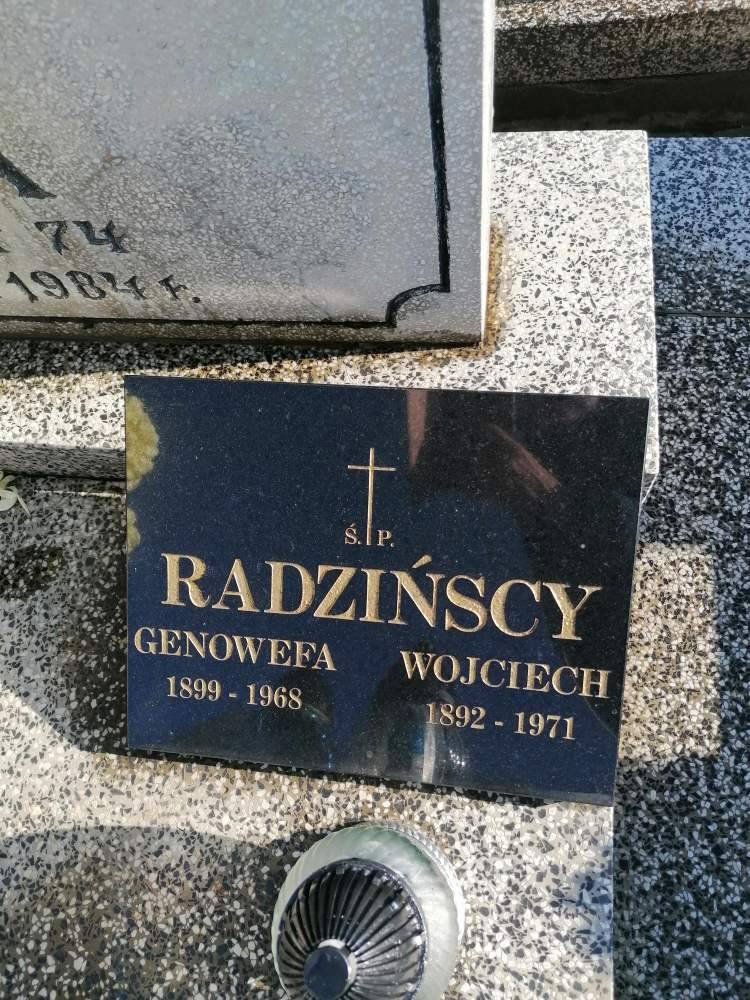 74
1984 r.
Ś. P.
RADZIŃSCY
GENOWEFA WOJCIECH
1899 - 1968 1892 - 1971